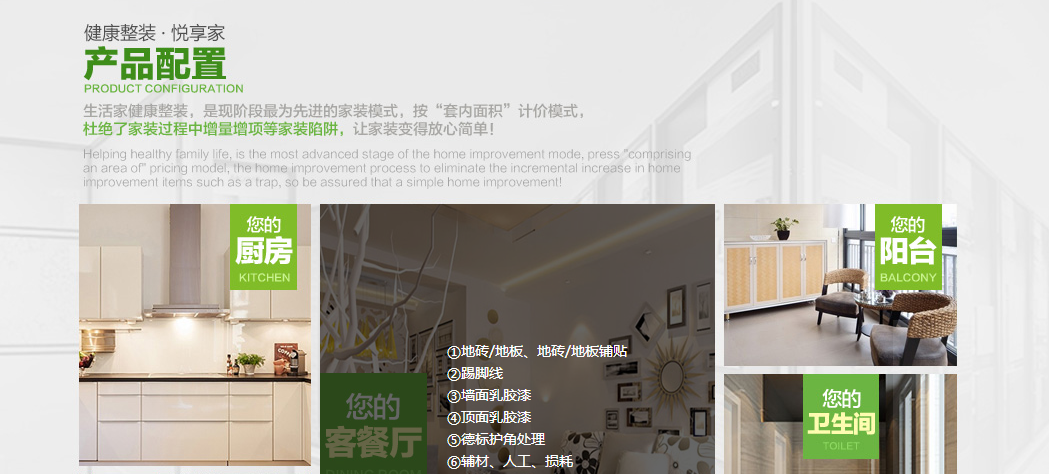 健康整装 · 悦享家
产品配置
PRODUCT CONFIGURATION
生活家健康整装，是现阶段最为先进的家装模式，按“套内面积”计价模式，
杜绝了家装过程中增量增项等家装陷阱，让家装变得放心简单！
Helping healthy family life, is the most advanced stage of the home improvement mode, press "comprising
an area of" pricing model, the home improvement process to eliminate the incremental increase in home
improvement items such as a trap, so be assured that a simple home improvement!
您的
厨房
KITCHEN
①地砖/地板、地砖/地板铺贴
②踢脚线
③墙面乳胶漆
④顶面乳胶漆
⑤德标护角处理
⑥辅材、人工、损耗
您的
客餐厅
DINING ROOM
您的
阳台
BALCONY
您的
卫生间
TOILET